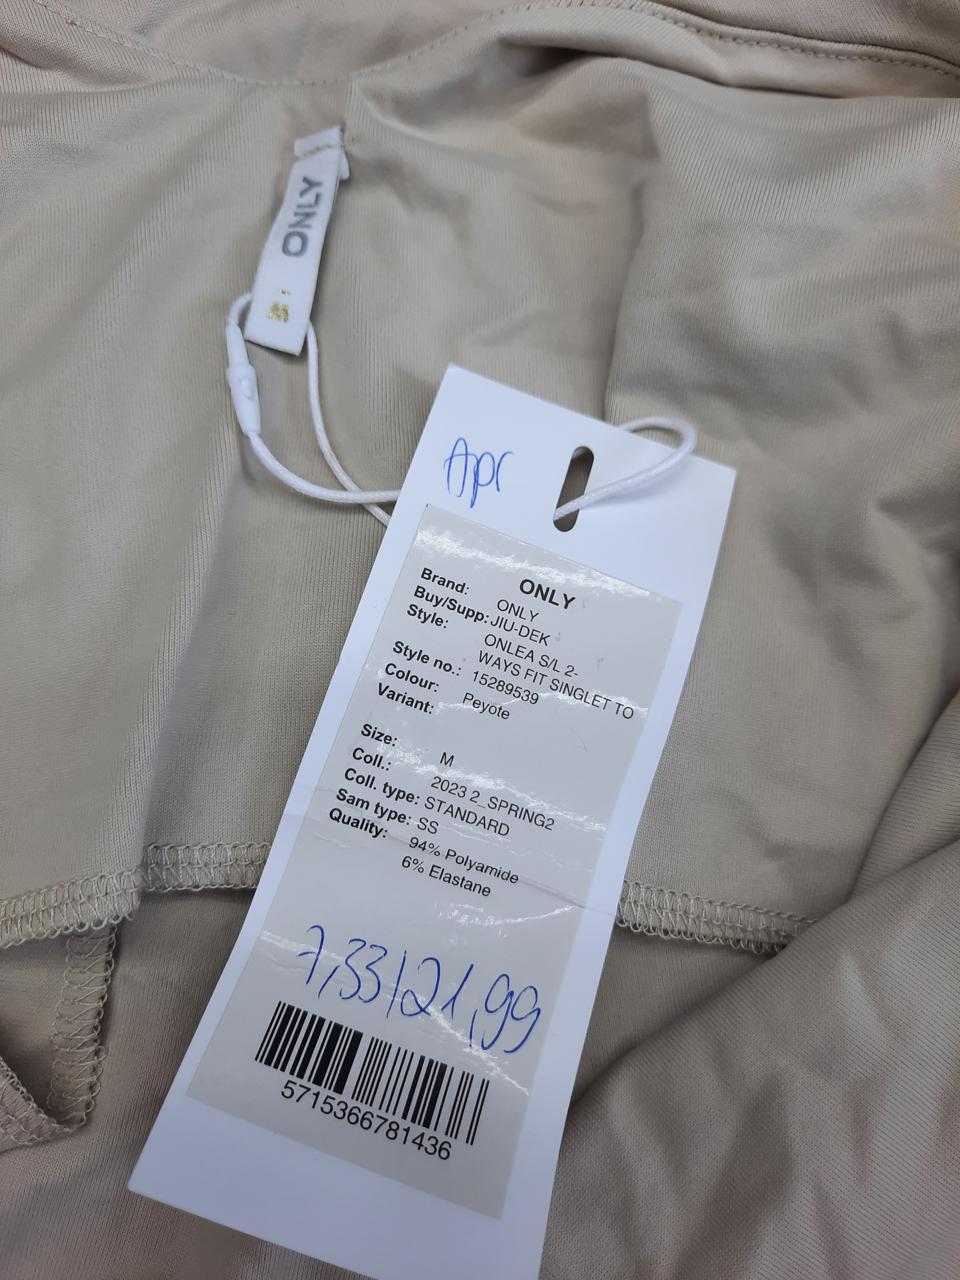 ONLY
Apr
ONLY
Brand: ONLY
Buy/Supp: JIU-DEK
Style: ONLEA S/L 2-
WAYS FIT SINGLET TO
Style no.: 15289539
Colour: Peyote
Variant:
Size: M
Coll.: 2023 2_SPRING2
Coll. type: STANDARD
Sam type: SS
Quality: 94% Polyamide
6% Elastane
7,33/21,99
5715366781436